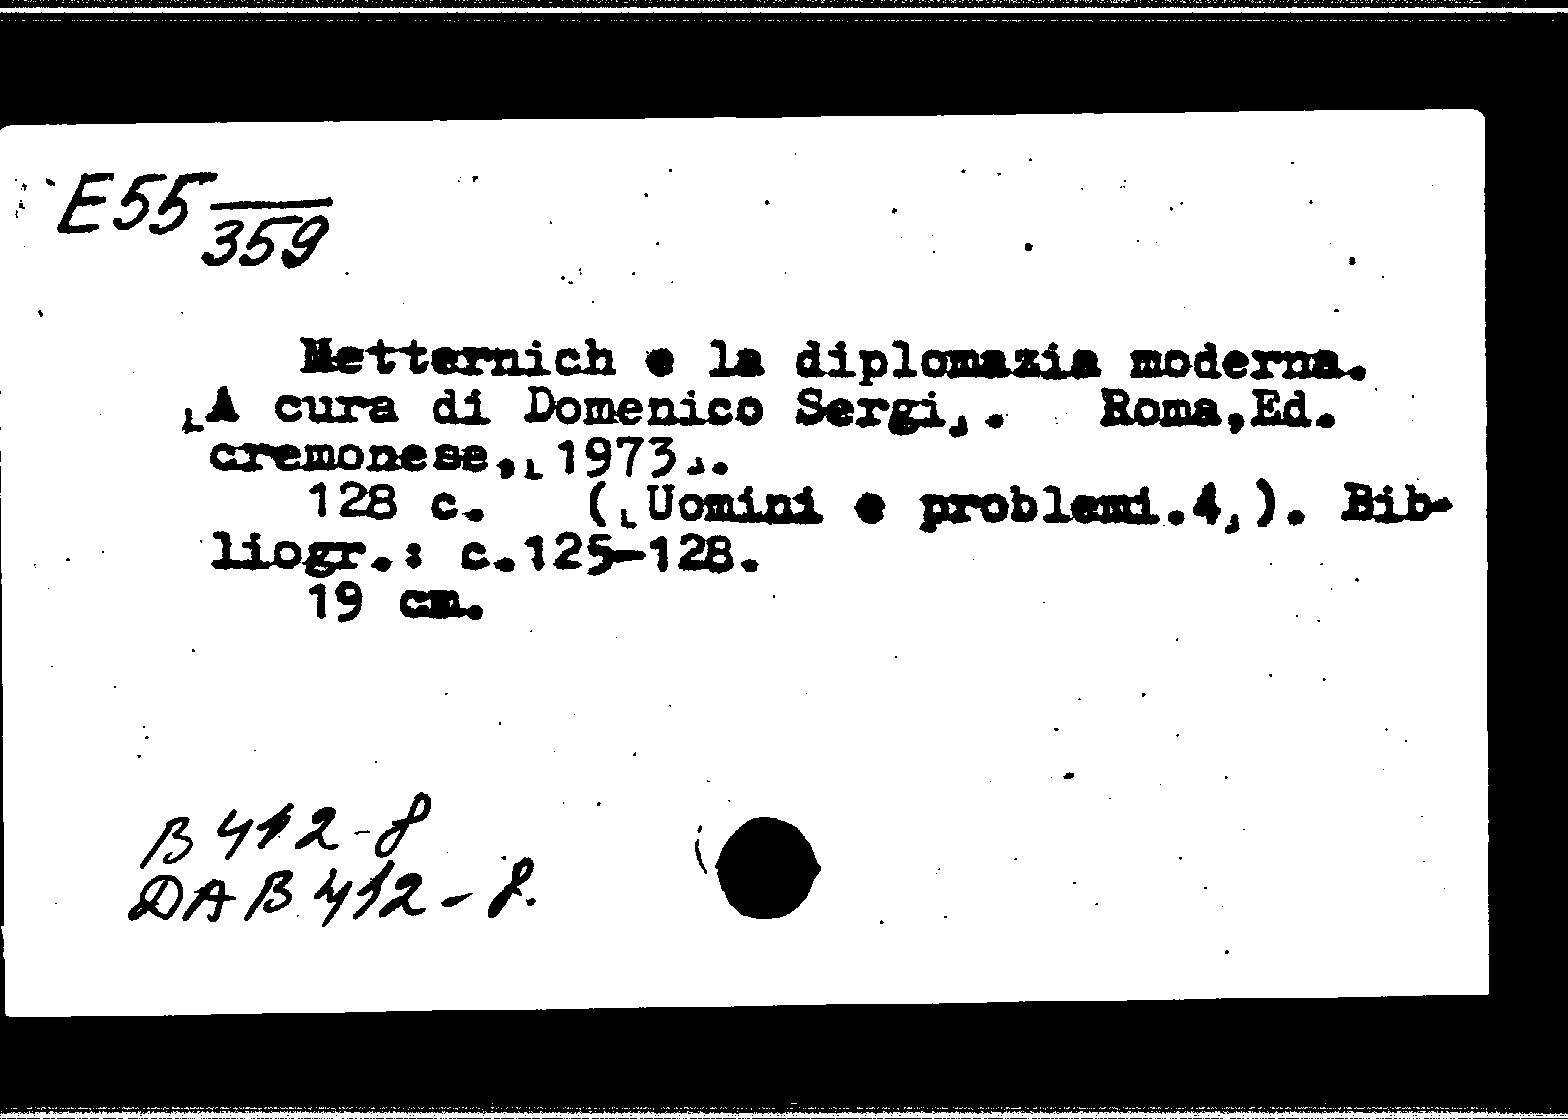 E55
359
Metternich e la diplomazia moderna.
[A cura di Domenico Sergi]. Roma,Ed.
cremonese,[1973].
128 c. ([Uomini e problemi.4]). Bib-
liogr.: c.125-128.
19 cm.
B 412-8
DA B 412-8.